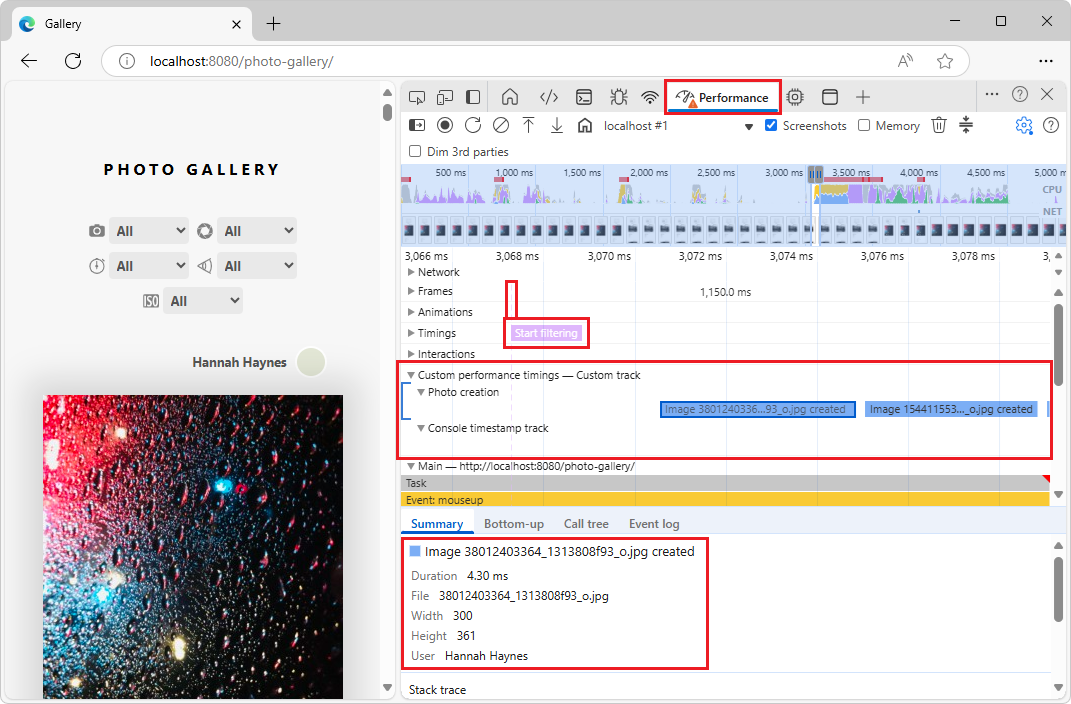 Gallery
localhost:8080/photo-gallery/
Performance
localhost #1
Screenshots
Memory
Dim 3rd parties
500 ms
1,000 ms
1,500 ms
2,000 ms
2,500 ms
3,000 ms
3,500 ms
4,000 ms
4,500 ms
5,000 m
CPU
NET
3,066 ms
3,068 ms
3,070 ms
3,072 ms
3,074 ms
3,076 ms
3,078 ms
3,
Network
Frames
1,150.0 ms
Animations
Timings
Start filtering
Interactions
Custom performance timings — Custom track
Photo creation
Image 3801240336...93_o.jpg created
Image 154411553..._o.jpg created
Console timestamp track
Main — http://localhost:8080/photo-gallery/
Task
Event: mouseup
Summary
Bottom-up
Call tree
Event log
Image 38012403364_1313808f93_o.jpg created
Duration 4.30 ms
File 38012403364_1313808f93_o.jpg
Width 300
Height 361
User Hannah Haynes
Stack trace
PHOTO GALLERY
All
All
All
All
ISO
All
Hannah Haynes